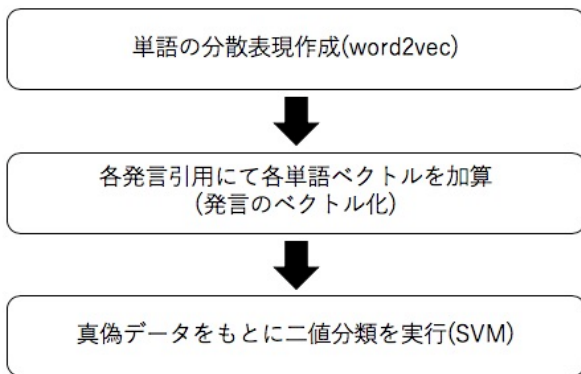 単語の分散表現作成(word2vec)
各発言引用にて各単語ベクトルを加算
(発言のベクトル化)
真偽データをもとに二値分類を実行(SVM)